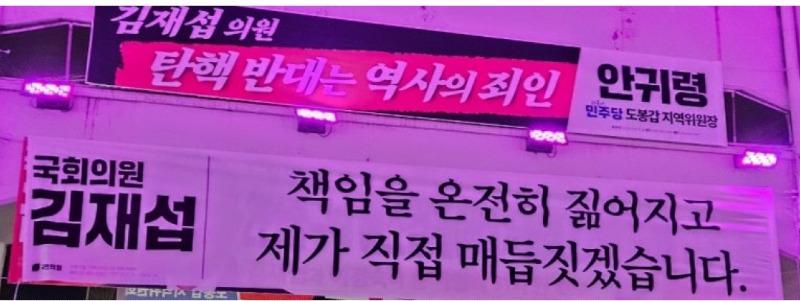 김재섭 의원
탄핵 반대는 역사의 죄인
안귀령
민주당 도봉갑 지역위원장
국회의원
김재섭
책임을 온전히 짊어지고
제가 직접 매듭짓겠습니다.